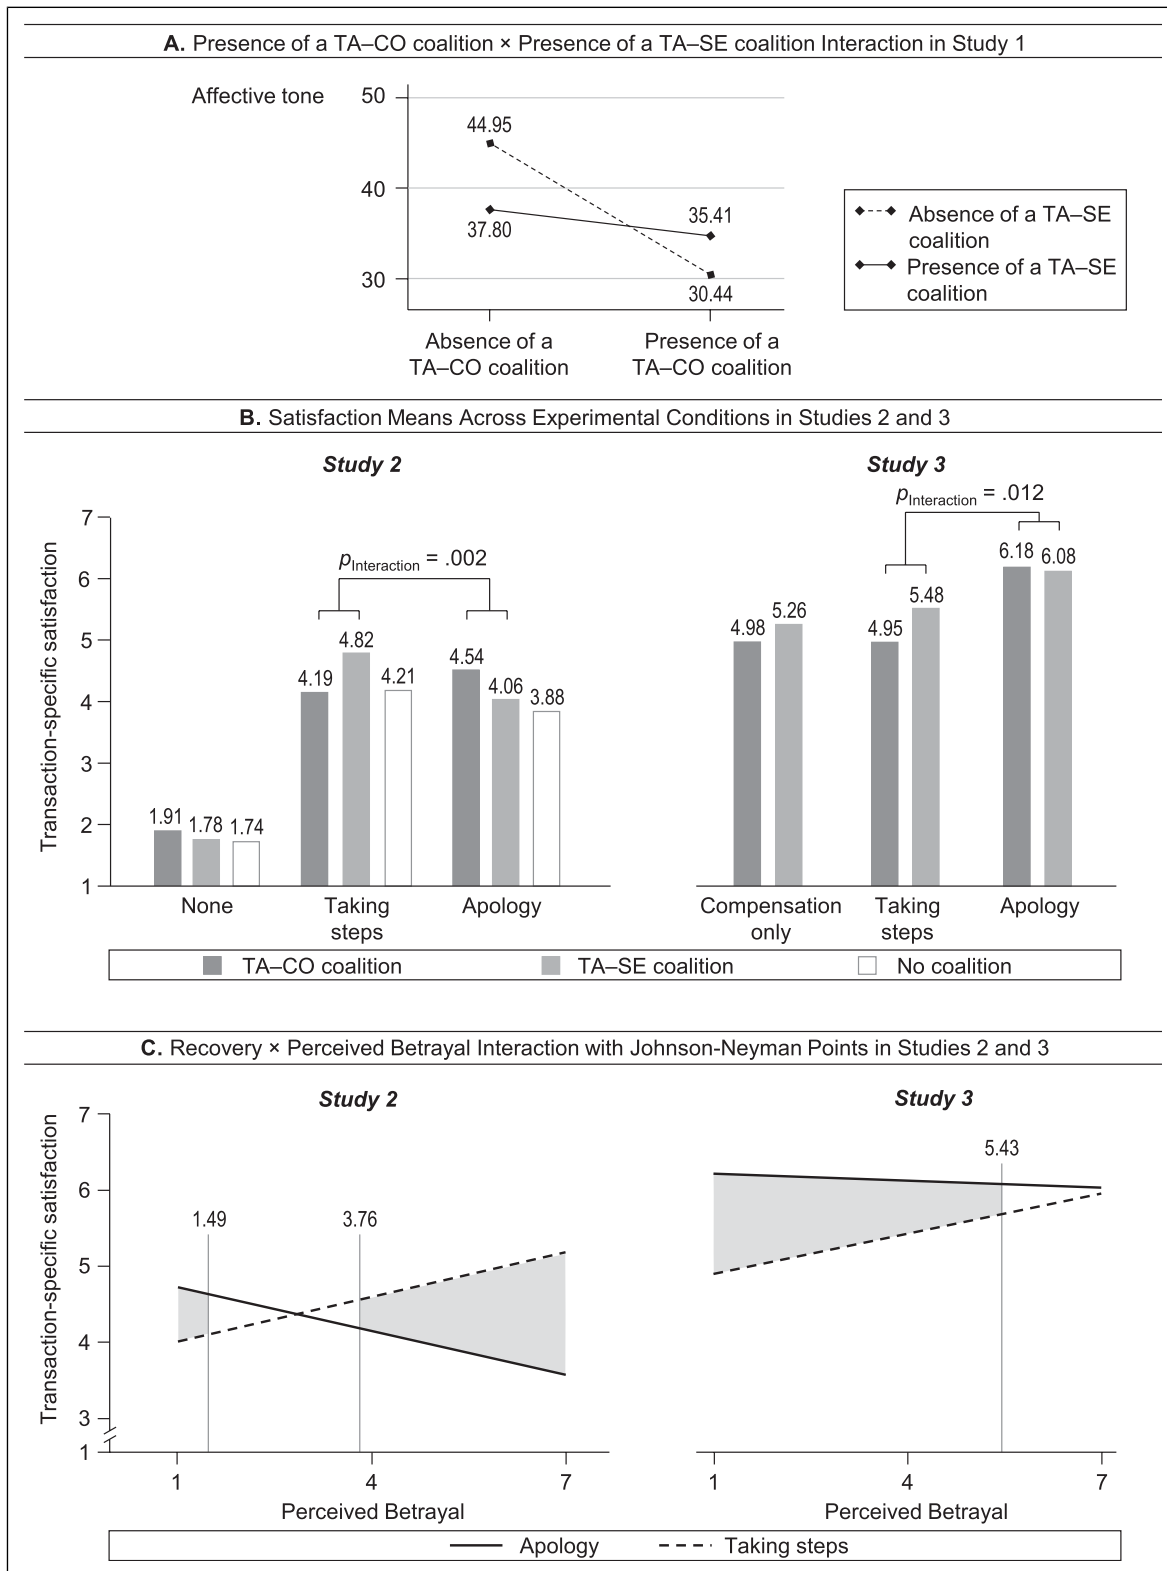 A. Presence of a TA–CO coalition × Presence of a TA–SE coalition Interaction in Study 1
Affective tone
50
40
30
44.95
37.80
35.41
30.44
Absence of a
TA–CO coalition
Presence of a
TA–CO coalition
Absence of a TA–SE
coalition
Presence of a TA–SE
coalition
B. Satisfaction Means Across Experimental Conditions in Studies 2 and 3
Study 2
Transaction-specific satisfaction
7
6
5
4
3
2
1
pInteraction = .002
1.91
1.78
1.74
4.19
4.82
4.21
4.54
4.06
3.88
None
Taking
steps
Apology
Study 3
pInteraction = .012
4.98
5.26
4.95
5.48
6.18
6.08
Compensation
only
Taking
steps
Apology
TA–CO coalition
TA–SE coalition
No coalition
C. Recovery × Perceived Betrayal Interaction with Johnson-Neyman Points in Studies 2 and 3
Study 2
Transaction-specific satisfaction
7
6
5
4
3
1
1.49
3.76
1
4
7
Perceived Betrayal
Study 3
5.43
1
4
7
Perceived Betrayal
Apology
Taking steps